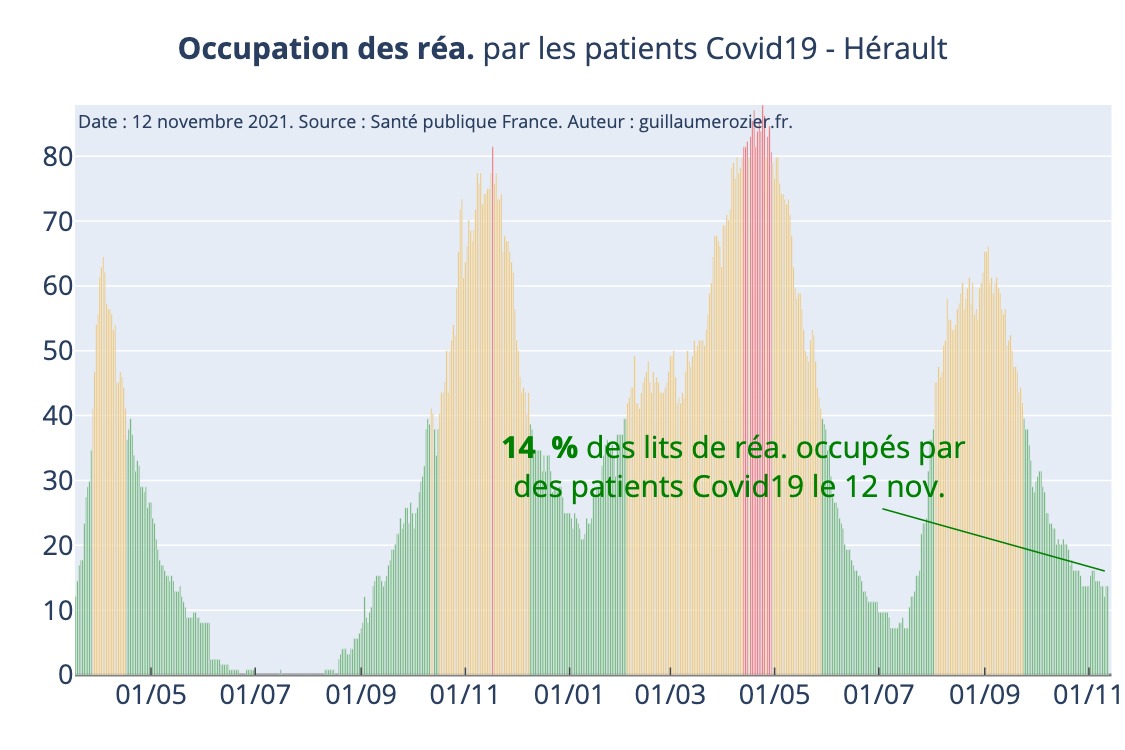 Occupation des réa. par les patients Covid19 - Hérault
Date : 12 novembre 2021. Source : Santé publique France. Auteur : guillaumerozier.fr.
80
70
60
50
40
14 % des lits de réa. occupés par
des patients Covid19 le 12 nov.
30
20
10
0
01/05 01/07 01/09 01/11 01/01 01/03 01/05 01/07 01/09 01/11